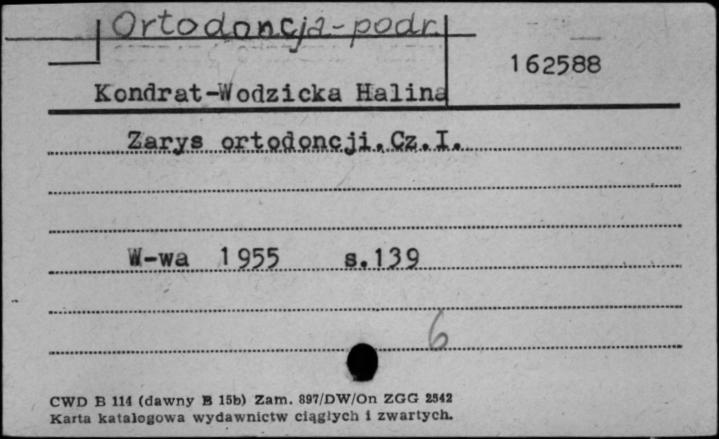 Ortodoncja-podr.
162588
Kondrat-Wodzicka Halina
Zarys ortodoncji. Cz. I.
W-wa 1955 s.139
6
CWD B 114 (dawny B 15b) Zam. 897/DW/On ZGG 2542
Karta katalogowa wydawnictw ciągłych i zwartych.